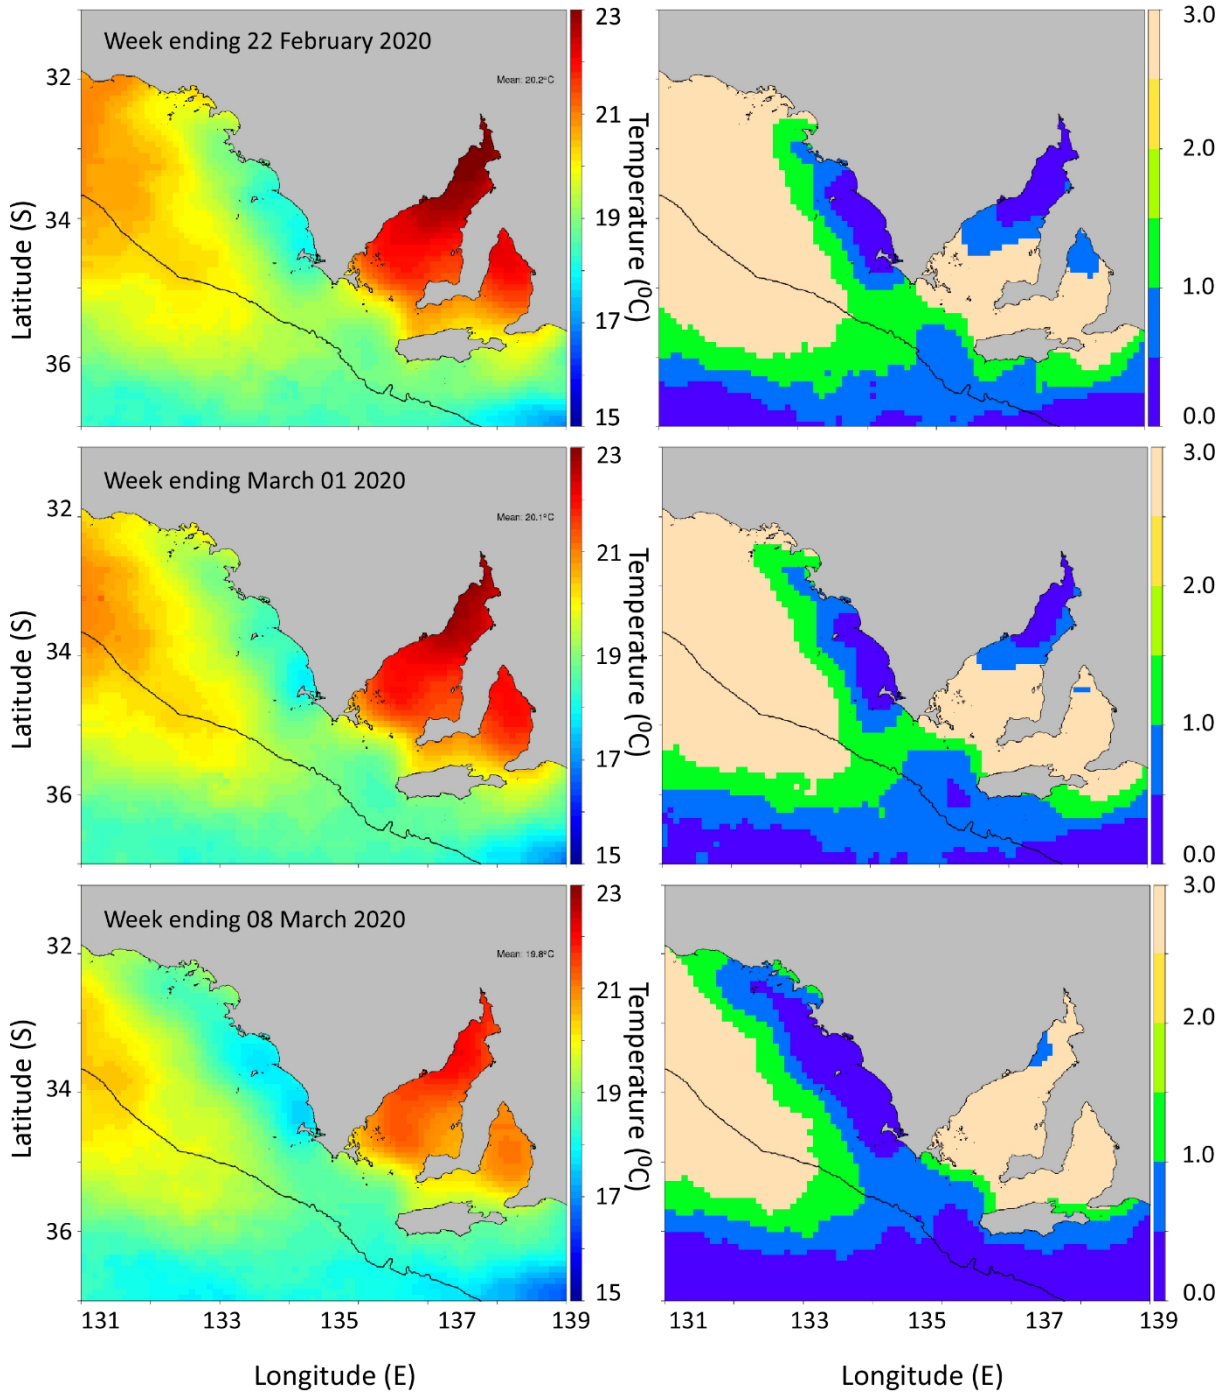 Week ending 22 February 2020
Mean: 20.2°C
32
34
36
Latitude (S)
23
21
19
17
15
Temperature (⁰C)
3.0
2.0
1.0
0.0
Week ending March 01 2020
Mean: 20.1°C
32
34
36
Latitude (S)
23
21
19
17
15
Temperature (⁰C)
3.0
2.0
1.0
0.0
Week ending 08 March 2020
Mean: 19.8°C
32
34
36
Latitude (S)
23
21
19
17
15
Temperature (⁰C)
3.0
2.0
1.0
0.0
131 133 135 137 139
131 133 135 137 139
Longitude (E)
Longitude (E)